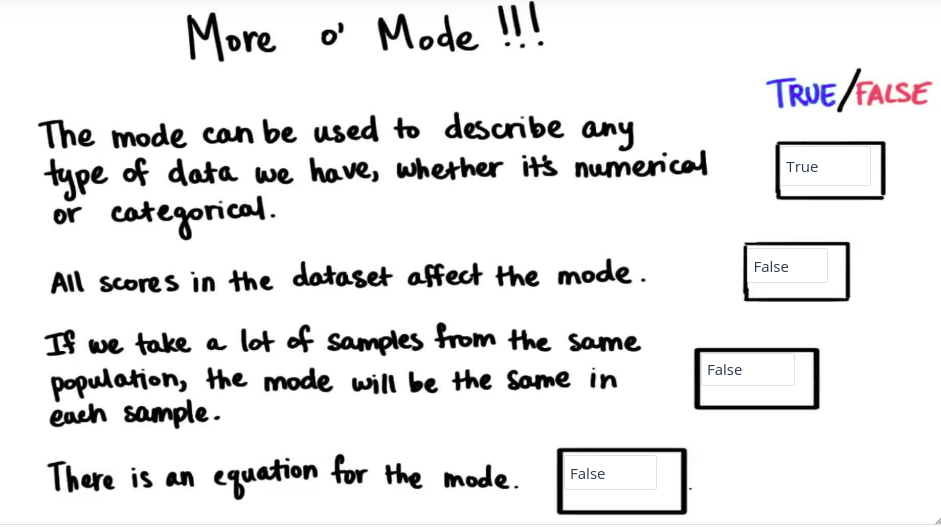 More o' Mode !!!
TRUE/FALSE
The mode can be used to describe any
type of data we have, whether it's numerical
or categorical.
True
All scores in the dataset affect the mode.
False
If we take a lot of samples from the same
population, the mode will be the same in
each sample.
False
There is an equation for the mode.
False